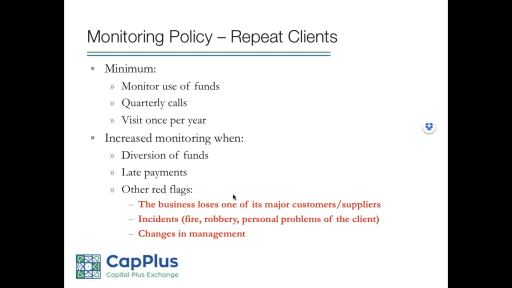 Monitoring Policy – Repeat Clients
▪ Minimum:
» Monitor use of funds
» Quarterly calls
» Visit once per year
▪ Increased monitoring when:
» Diversion of funds
» Late payments
» Other red flags:
– The business loses one of its major customers/suppliers
– Incidents (fire, robbery, personal problems of the client)
– Changes in management
CapPlus
Capital Plus Exchange